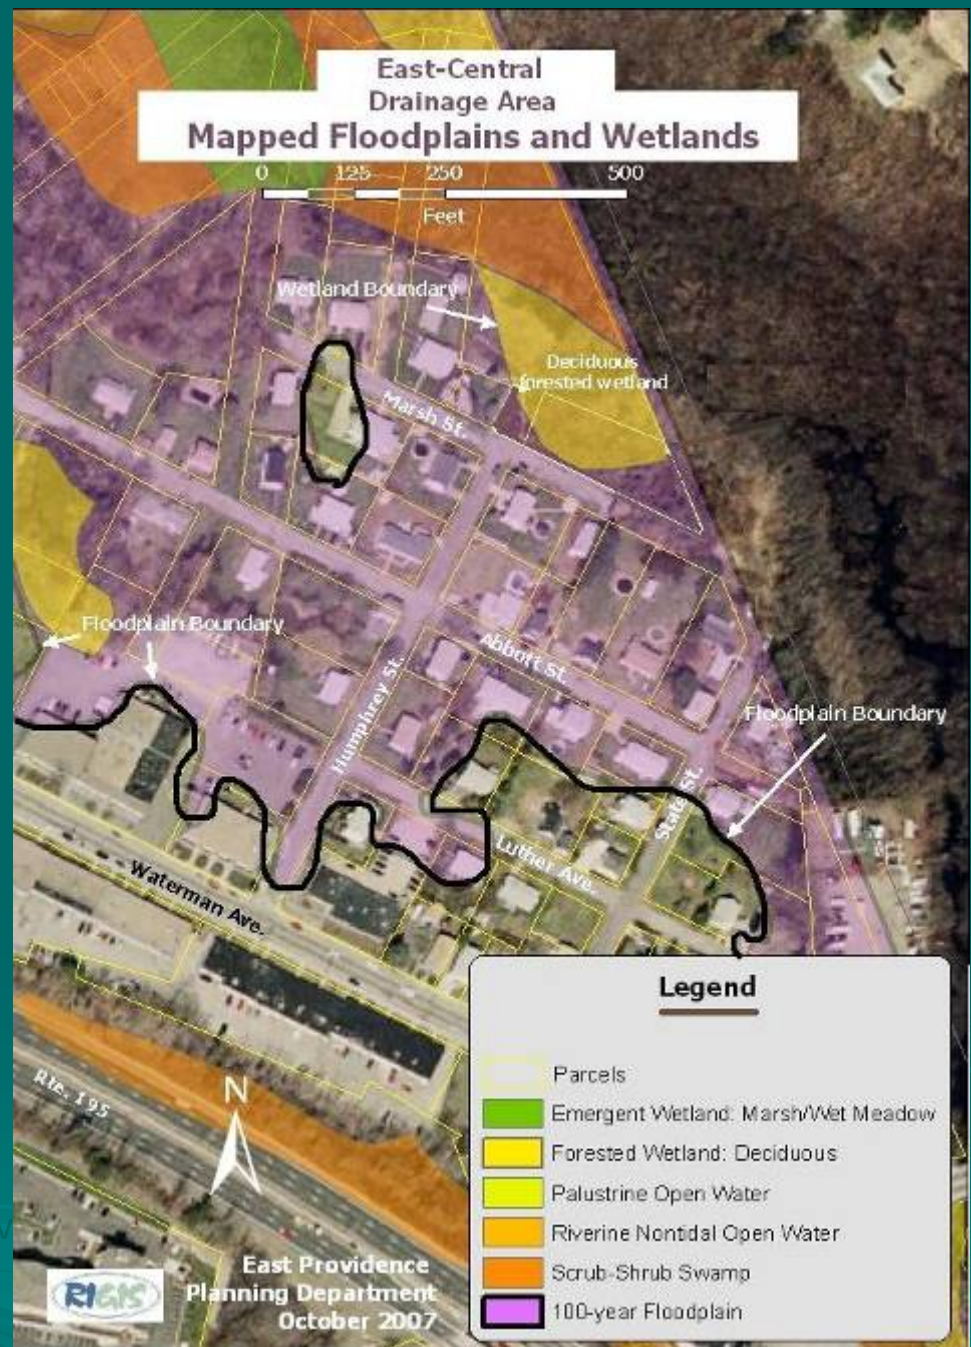 East-Central
Drainage Area
Mapped Floodplains and Wetlands
0 125 250 500
Feet
Wetland Boundary
Deciduous
forested wetland
Marsh St.
Floodplain Boundary
Abbott St.
Humphrey St.
Floodplain Boundary
State St.
Luther Ave.
Waterman Ave.
Legend
Parcels
Emergent Wetland: Marsh/Wet Meadow
Forested Wetland: Deciduous
Palustrine Open Water
Riverine Nontidal Open Water
Scrub-Shrub Swamp
100-year Floodplain
Rte. 195
N
East Providence
Planning Department
October 2007
RIGIS